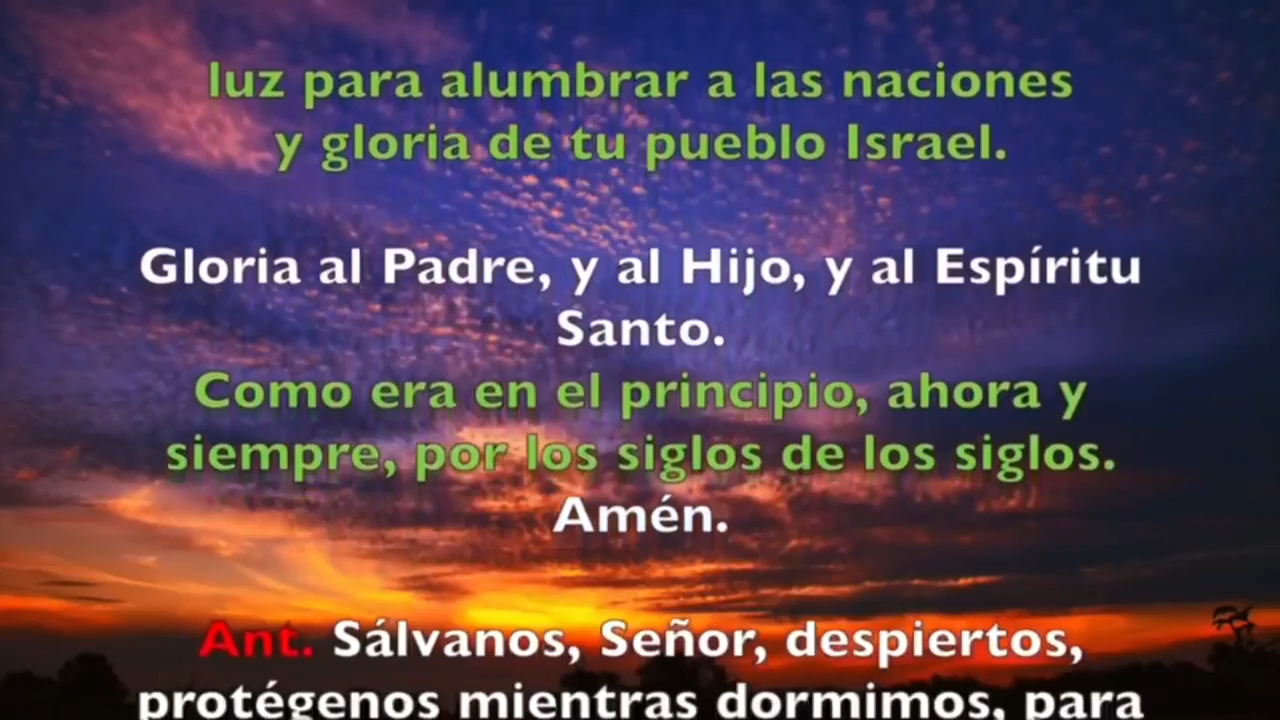 luz para alumbrar a las naciones
y gloria de tu pueblo Israel.
Gloria al Padre, y al Hijo, y al Espíritu
Santo.
Como era en el principio, ahora y
siempre, por los siglos de los siglos.
Amén.
Ant. Sálvanos, Señor, despiertos,
protégenos mientras dormimos, para